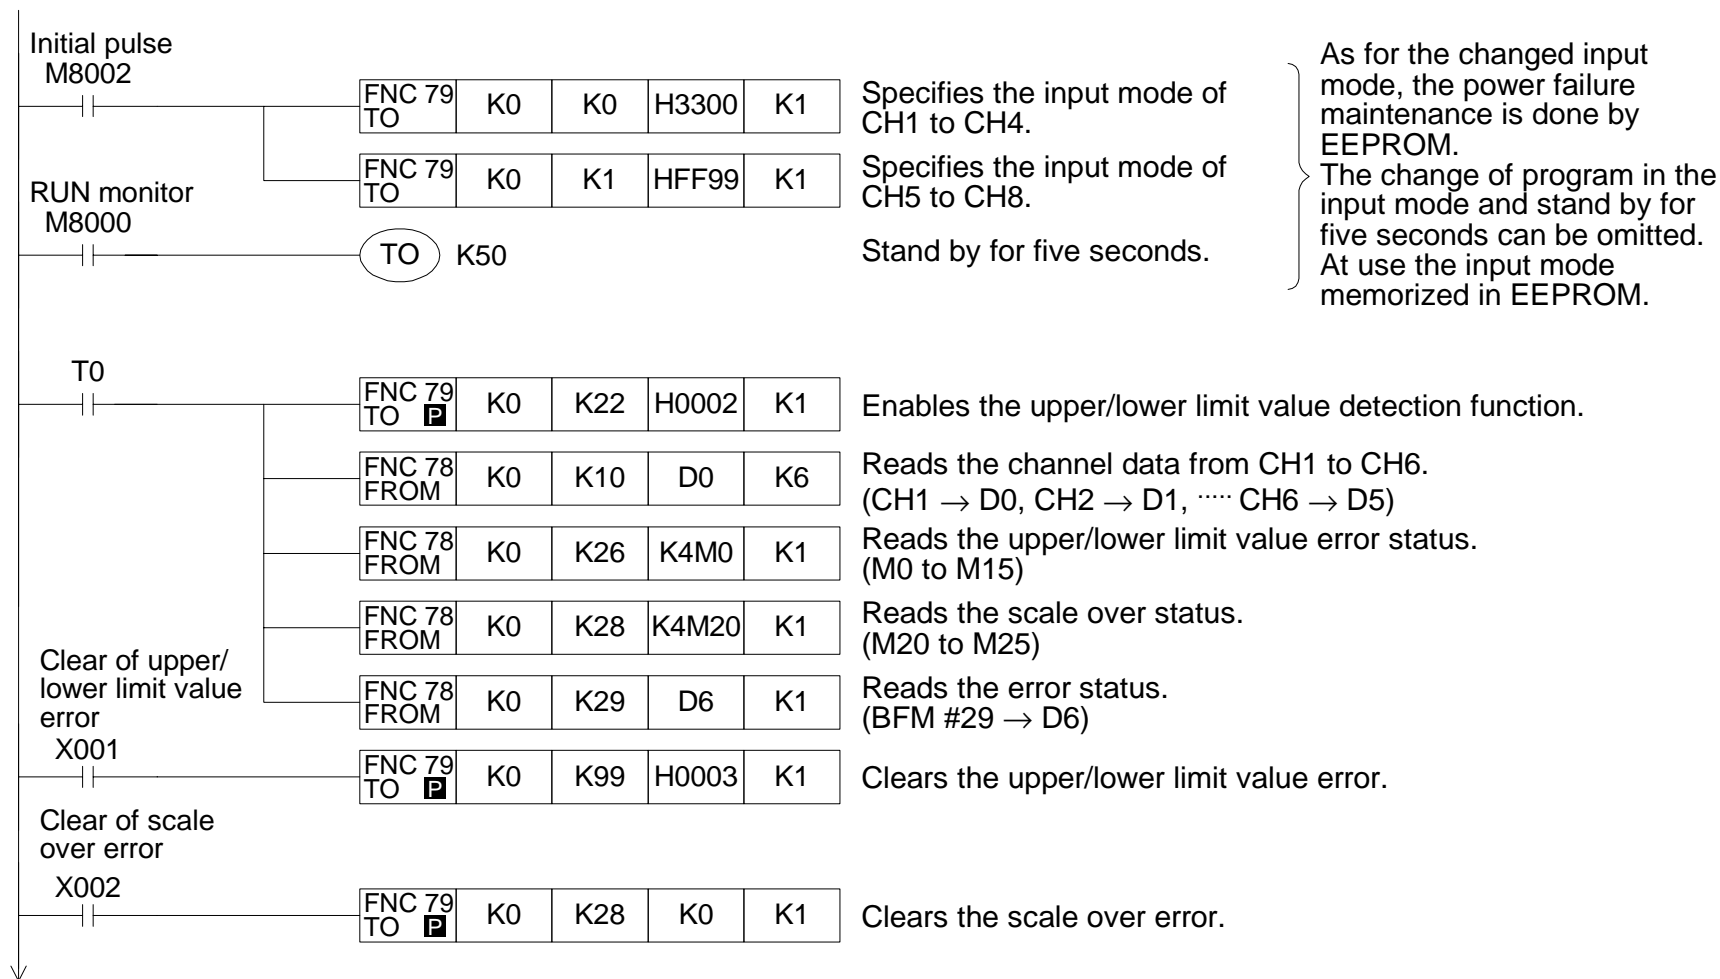 Initial pulse
M8002
FNC 79 TO K0 K0 H3300 K1
Specifies the input mode of
CH1 to CH4.
FNC 79 TO K0 K1 HFF99 K1
Specifies the input mode of
CH5 to CH8.
RUN monitor
M8000
TO K50
Stand by for five seconds.
As for the changed input
mode, the power failure
maintenance is done by
EEPROM.
The change of program in the
input mode and stand by for
five seconds can be omitted.
At use the input mode
memorized in EEPROM.
T0
FNC 79 TO P K0 K22 H0002 K1
Enables the upper/lower limit value detection function.
FNC 78 FROM K0 K10 D0 K6
Reads the channel data from CH1 to CH6.
(CH1 → D0, CH2 → D1, ····· CH6 → D5)
FNC 78 FROM K0 K26 K4M0 K1
Reads the upper/lower limit value error status.
(M0 to M15)
FNC 78 FROM K0 K28 K4M20 K1
Reads the scale over status.
(M20 to M25)
FNC 78 FROM K0 K29 D6 K1
Reads the error status.
(BFM #29 → D6)
Clear of upper/
lower limit value
error
X001
FNC 79 TO P K0 K99 H0003 K1
Clears the upper/lower limit value error.
Clear of scale
over error
X002
FNC 79 TO P K0 K28 K0 K1
Clears the scale over error.